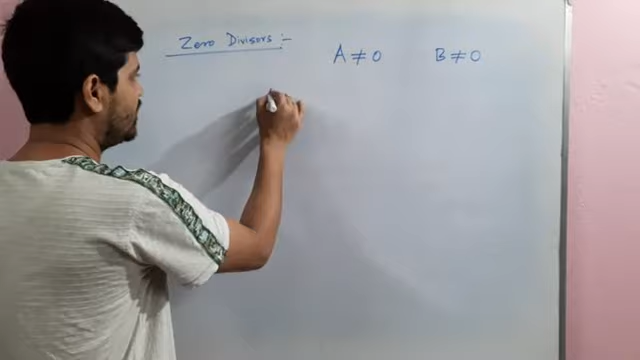 Zero Divisors :-
A ≠ 0 B ≠ 0